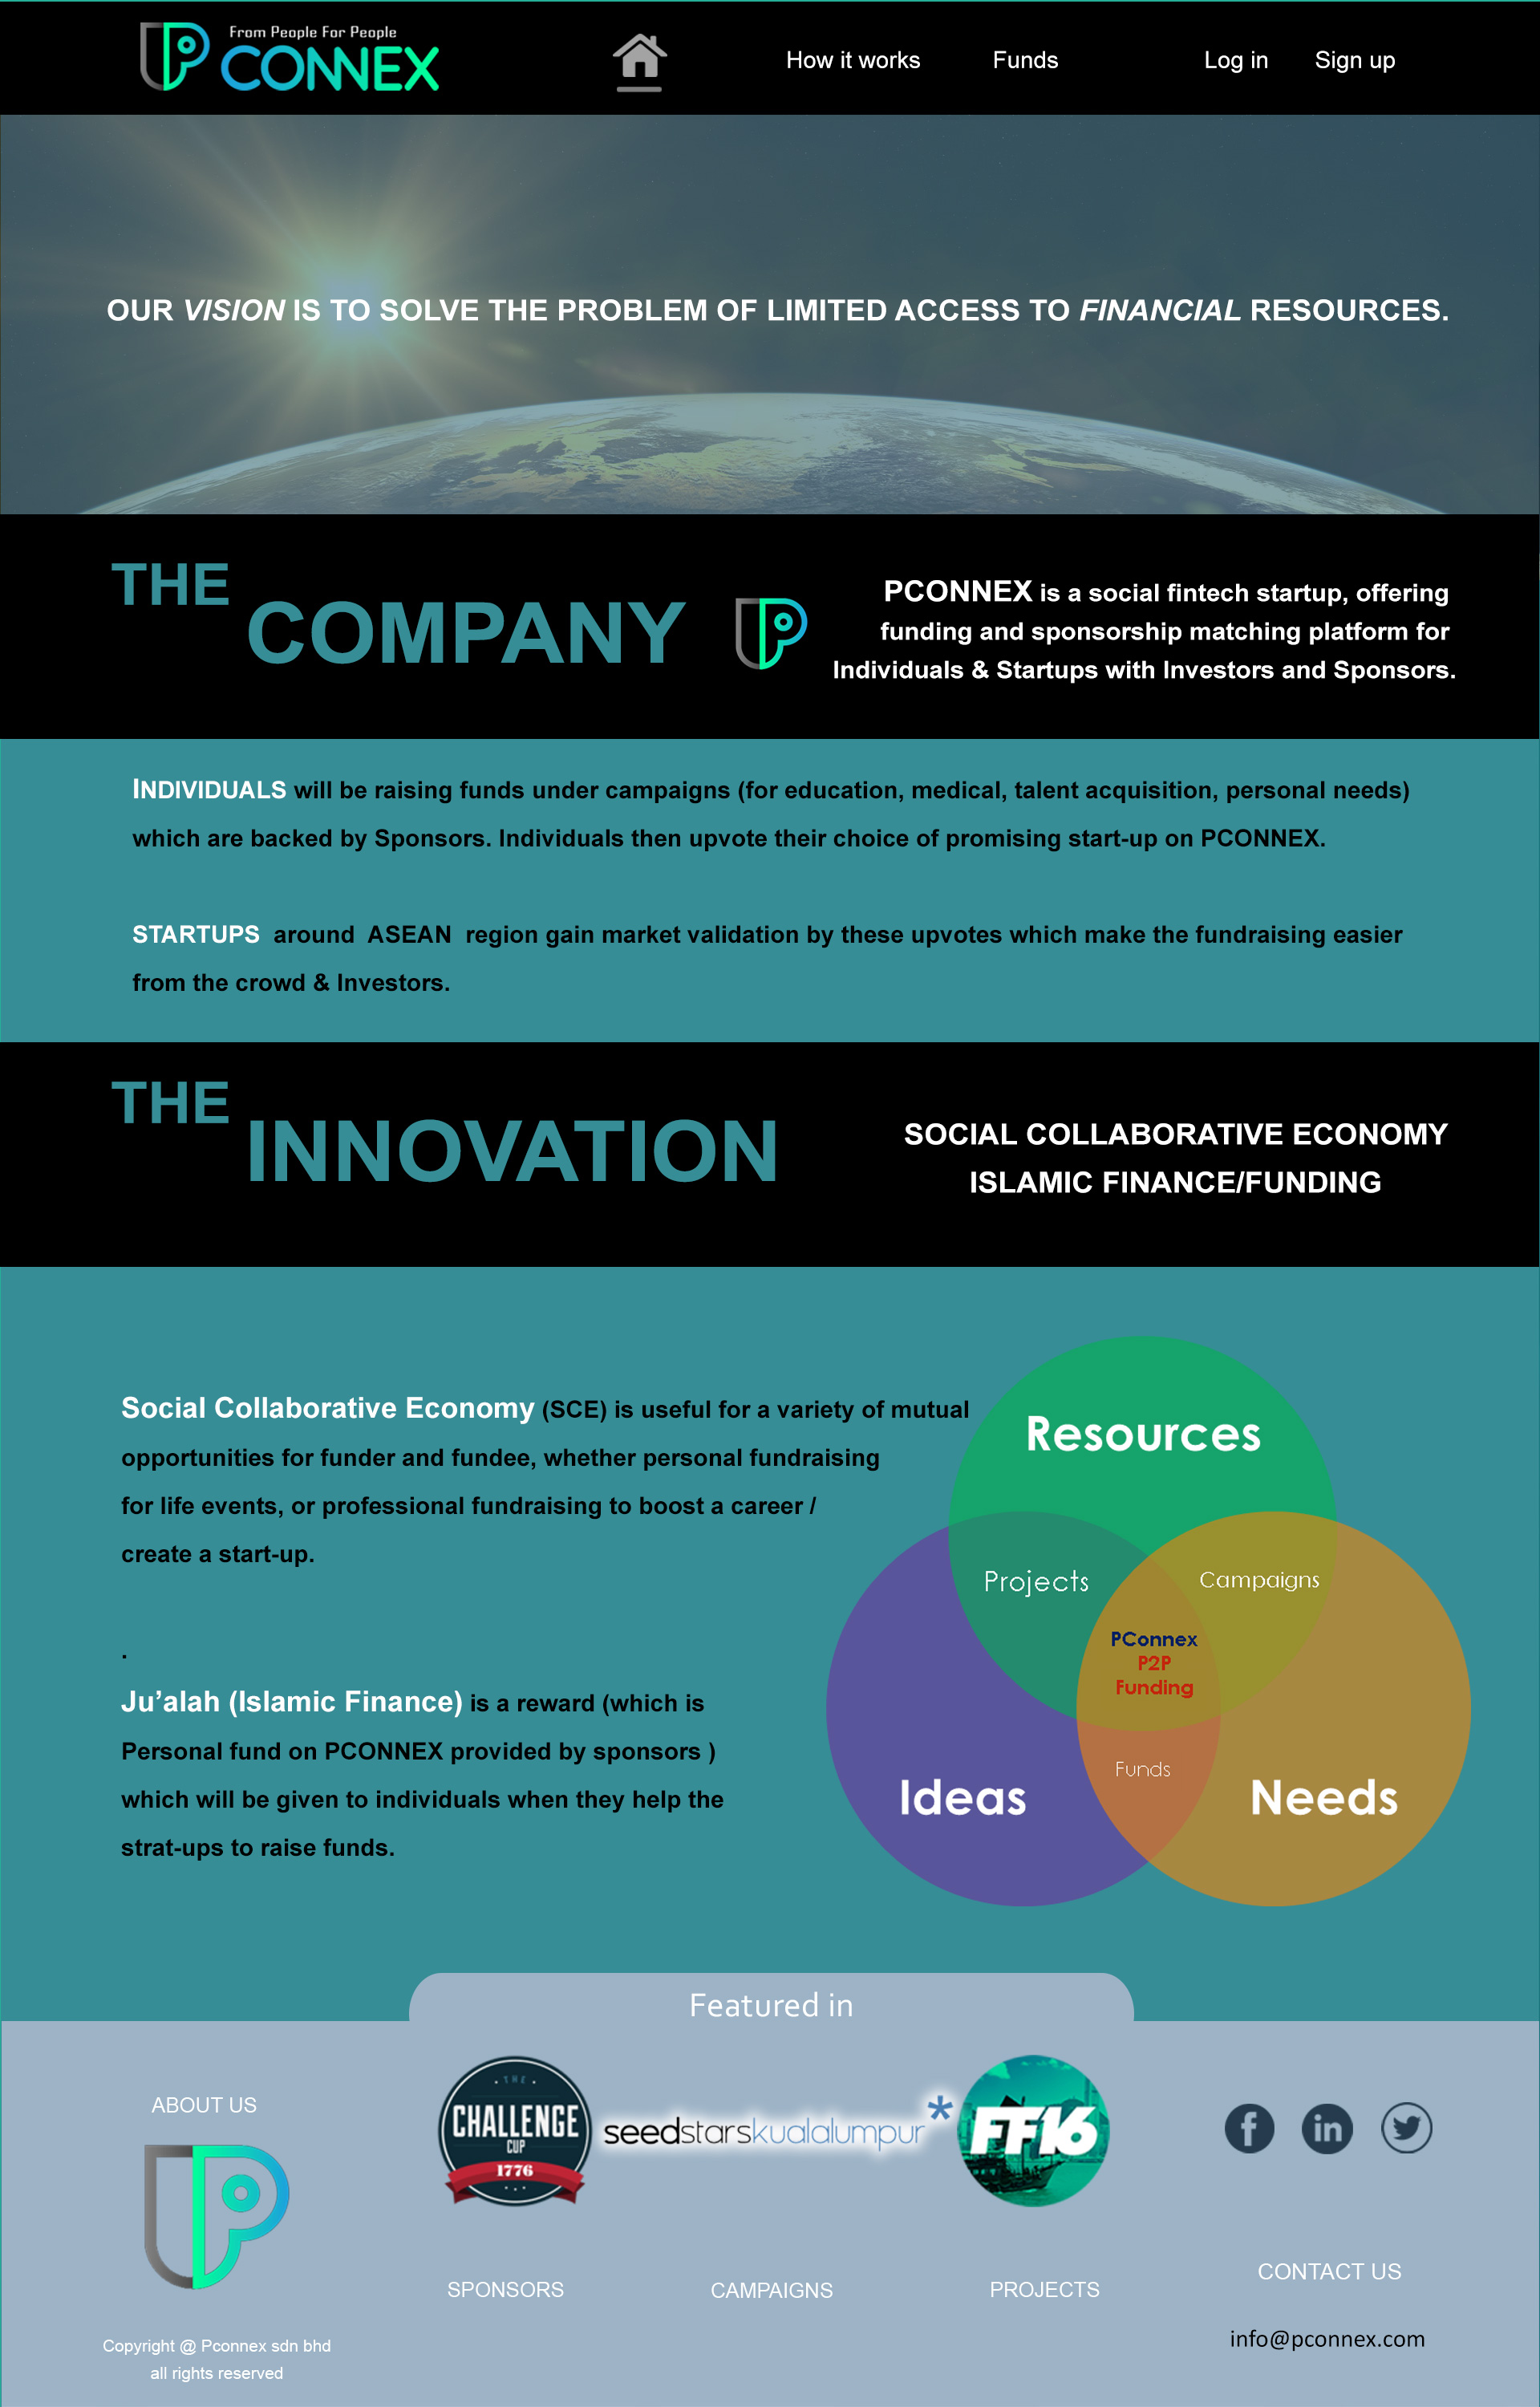 From People For People
CONNEX
How it works
Funds
Log in
Sign up
OUR VISION IS TO SOLVE THE PROBLEM OF LIMITED ACCESS TO FINANCIAL RESOURCES.
THE
COMPANY
PCONNEX is a social fintech startup, offering
funding and sponsorship matching platform for
Individuals & Startups with Investors and Sponsors.
INDIVIDUALS will be raising funds under campaigns (for education, medical, talent acquisition, personal needs)
which are backed by Sponsors. Individuals then upvote their choice of promising start-up on PCONNEX.
STARTUPS around ASEAN region gain market validation by these upvotes which make the fundraising easier
from the crowd & Investors.
THE
INNOVATION
SOCIAL COLLABORATIVE ECONOMY
ISLAMIC FINANCE/FUNDING
Social Collaborative Economy (SCE) is useful for a variety of mutual
opportunities for funder and fundee, whether personal fundraising
for life events, or professional fundraising to boost a career /
create a start-up.
.
Ju’alah (Islamic Finance) is a reward (which is
Personal fund on PCONNEX provided by sponsors )
which will be given to individuals when they help the
strat-ups to raise funds.
Resources
Projects
Campaigns
PConnex
P2P
Funding
Funds
Ideas
Needs
Featured in
ABOUT US
THE
CHALLENGE
CUP
1776
seedstarskualalumpur*
FF16
SPONSORS
CAMPAIGNS
PROJECTS
CONTACT US
info@pconnex.com
Copyright @ Pconnex sdn bhd
all rights reserved